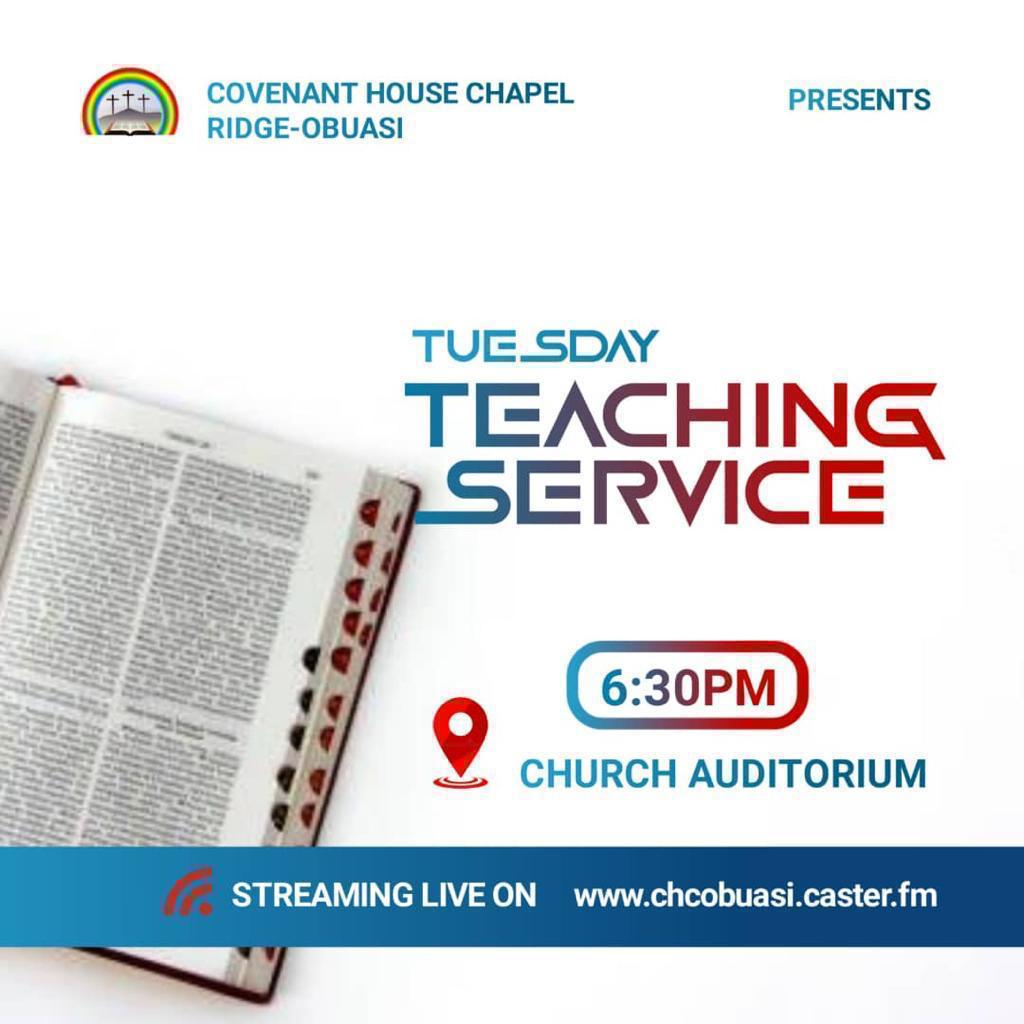 COVENANT HOUSE CHAPEL
RIDGE-OBUASI
PRESENTS
TUESDAY
TEACHING
SERVICE
6:30PM
CHURCH AUDITORIUM
STREAMING LIVE ON www.chcobuasi.caster.fm